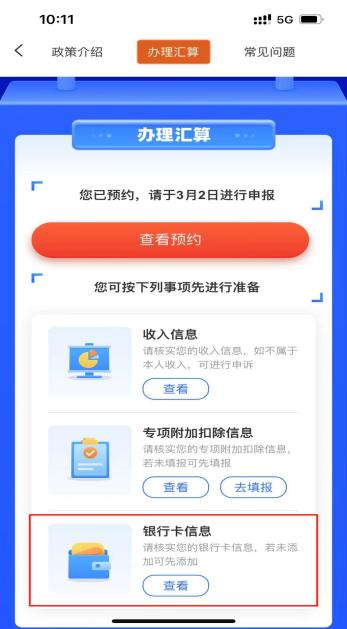 10:11
5G
政策介绍
办理汇算
常见问题
办理汇算
您已预约，请于3月2日进行申报
查看预约
您可按下列事项先进行准备
收入信息
请核实您的收入信息，如不属于
本人收入，可进行申诉
查看
专项附加扣除信息
请核实您的专项附加扣除信息，
若未填报可先填报
查看
去填报
银行卡信息
请核实您的银行卡信息，若未添
加可先添加
查看